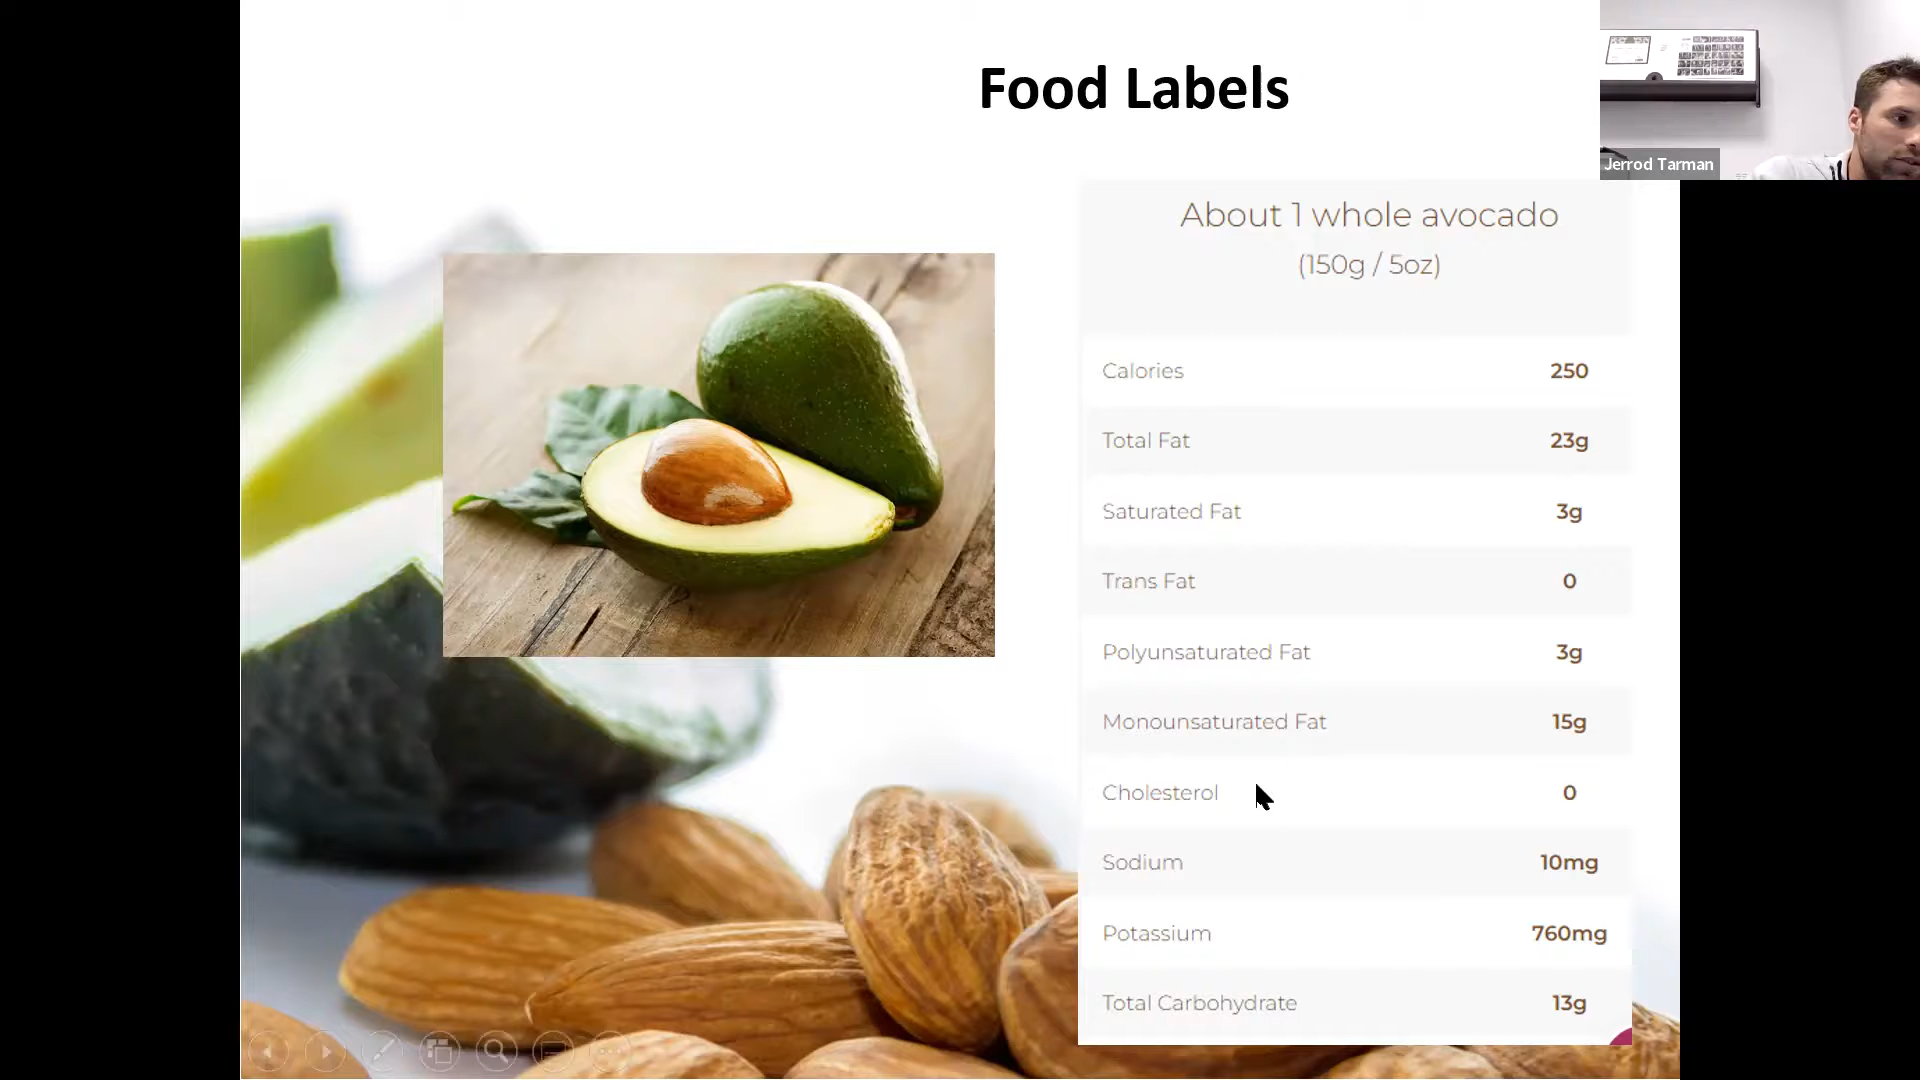 Food Labels
Jerrod Tarman
About 1 whole avocado
(150g / 5oz)
Calories 250
Total Fat 23g
Saturated Fat 3g
Trans Fat 0
Polyunsaturated Fat 3g
Monounsaturated Fat 15g
Cholesterol 0
Sodium 10mg
Potassium 760mg
Total Carbohydrate 13g